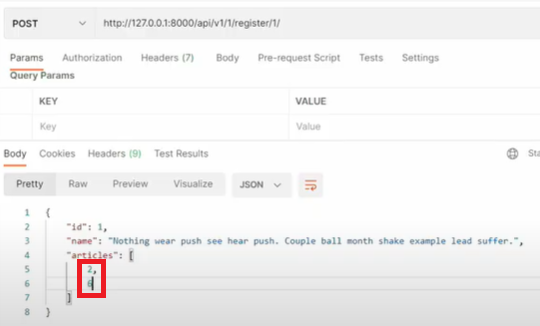 POST http://127.0.0.1:8000/api/v1/1/register/1/
Params Authorization Headers (7) Body Pre-request Script Tests Settings
Query Params
KEY VALUE
Key Value
Body Cookies Headers (9) Test Results Sta
Pretty Raw Preview Visualize JSON
1 {
2 "id": 1,
3 "name": "Nothing wear push see hear push. Couple ball month shake example lead suffer.",
4 "articles": [
5 2,
6 6
7 ]
8 }